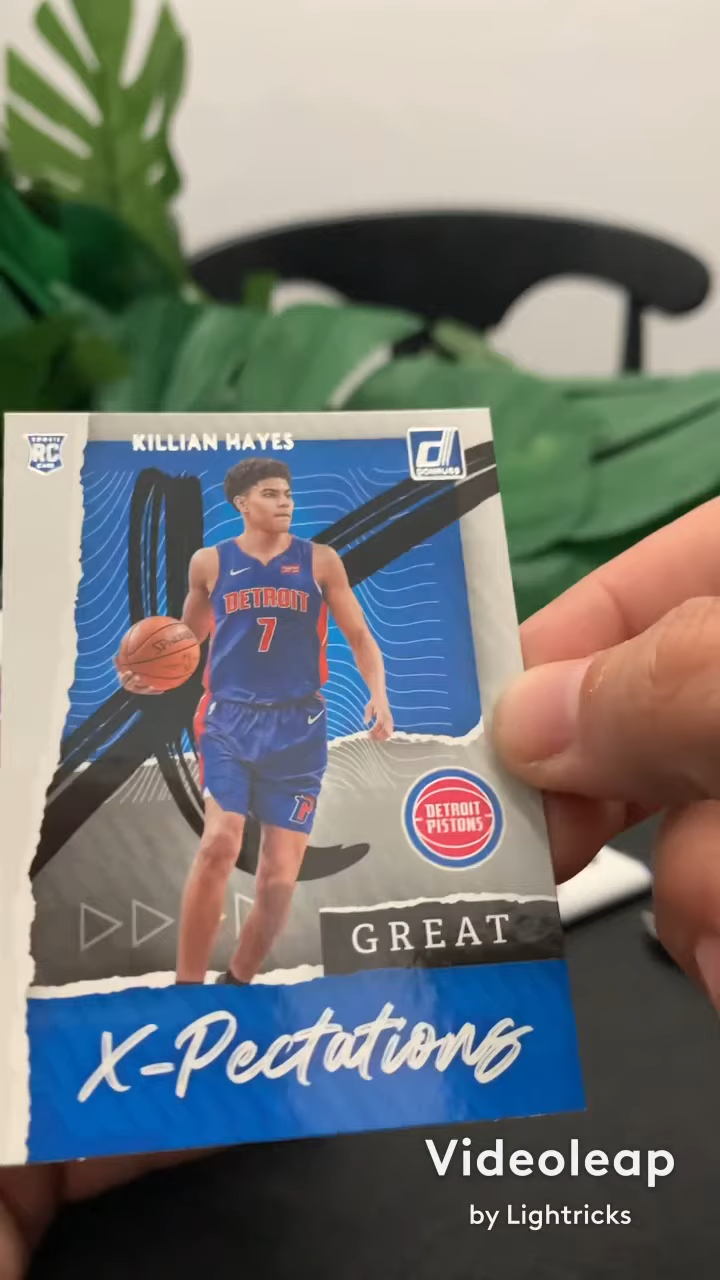 ROOKIE
RC
CARD
KILLIAN HAYES
DONRUSS
DETROIT
7
SPALDING
DETROIT
PISTONS
GREAT
X-Pectations
Videoleap
by Lightricks